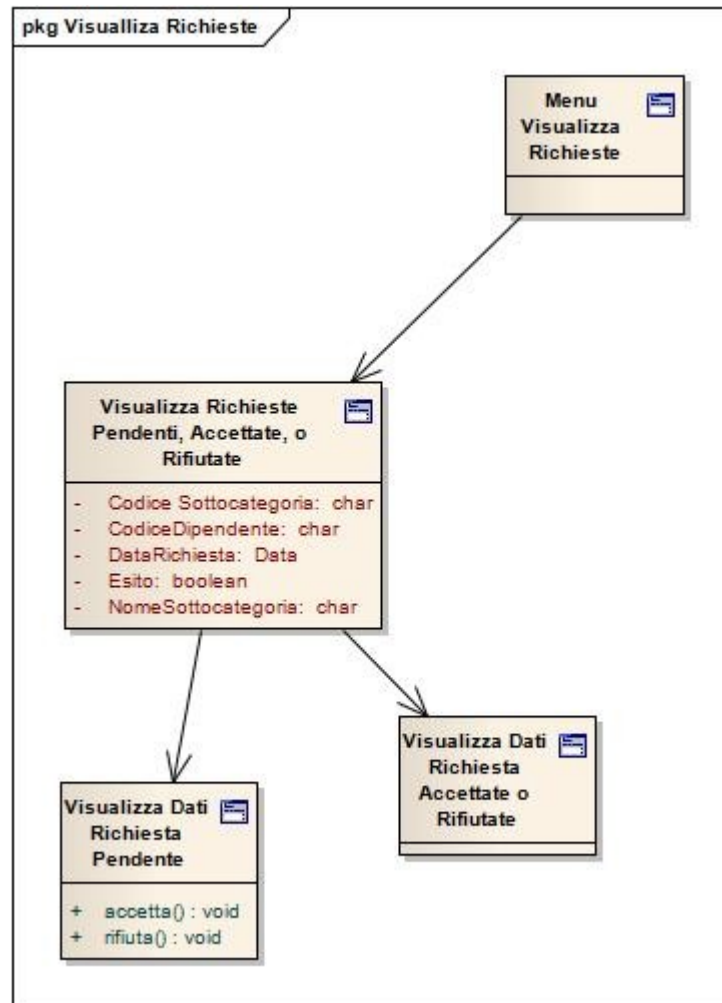 pkg Visualliza Richieste
Menu
Visualizza
Richieste
Visualizza Richieste
Pendenti, Accettate, o
Rifiutate
- Codice Sottocategoria: char
- CodiceDipendente: char
- DataRichiesta: Data
- Esito: boolean
- NomeSottocategoria: char
Visualizza Dati
Richiesta
Accettate o
Rifiutate
Visualizza Dati
Richiesta
Pendente
+ accetta() : void
+ rifiuta() : void